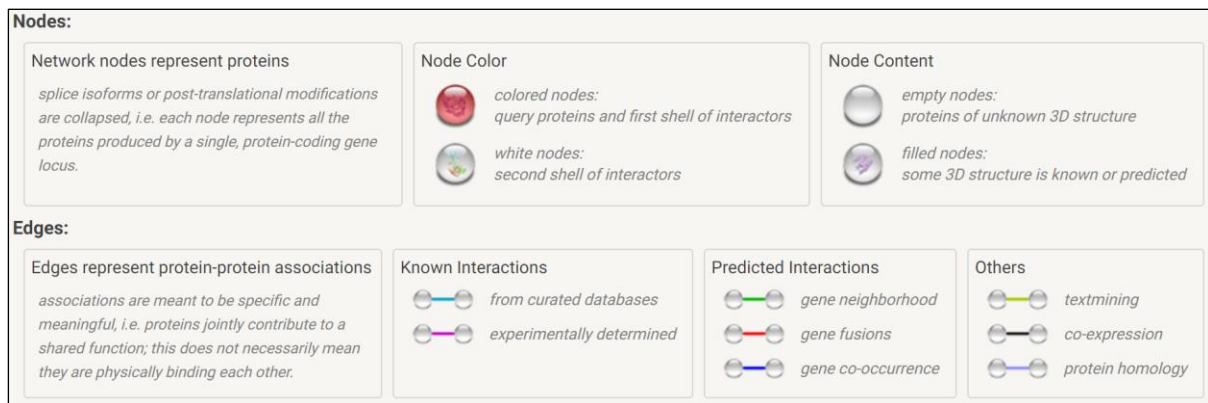 Nodes:
Network nodes represent proteins
splice isoforms or post-translational modifications
are collapsed, i.e. each node represents all the
proteins produced by a single, protein-coding gene
locus.
Node Color
colored nodes:
query proteins and first shell of interactors
white nodes:
second shell of interactors
Node Content
empty nodes:
proteins of unknown 3D structure
filled nodes:
some 3D structure is known or predicted
Edges:
Edges represent protein-protein associations
associations are meant to be specific and
meaningful, i.e. proteins jointly contribute to a
shared function; this does not necessarily mean
they are physically binding each other.
Known Interactions
from curated databases
experimentally determined
Predicted Interactions
gene neighborhood
gene fusions
gene co-occurrence
Others
textmining
co-expression
protein homology